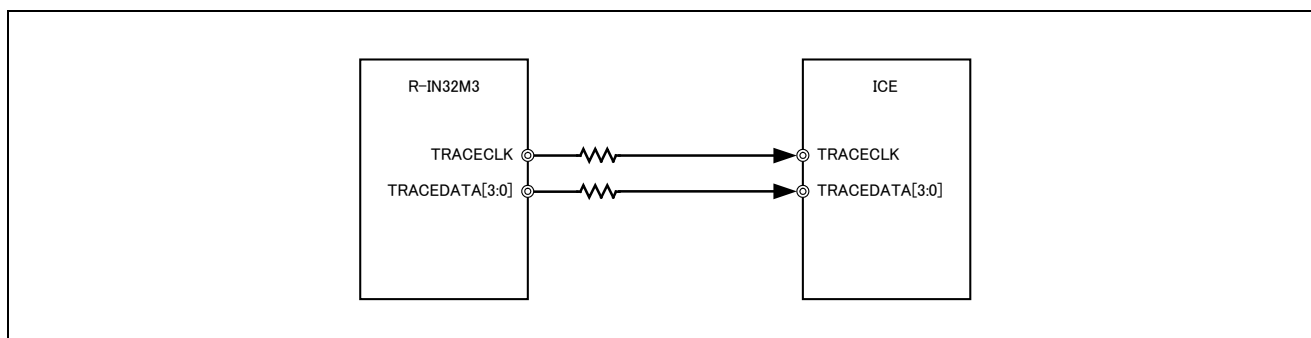 R-IN32M3
ICE
TRACECLK
TRACECLK
TRACEDATA[3:0]
TRACEDATA[3:0]